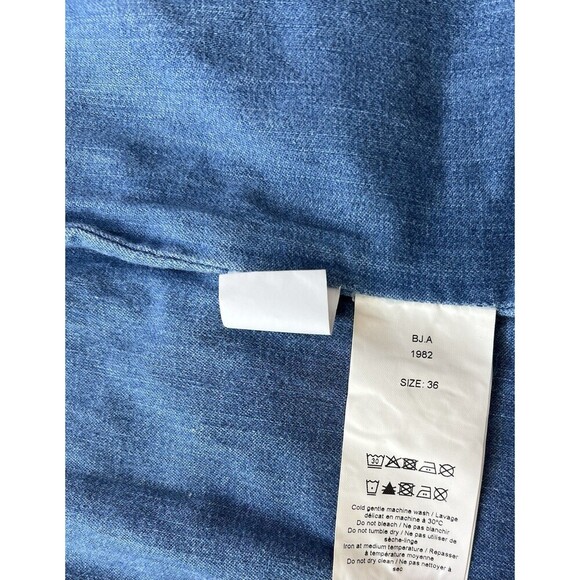 BJ.A
1982
SIZE: 36
30
Cold gentle machine wash / Lavage
délicat en machine à 30°C
Do not bleach / Ne pas blanchir
Do not tumble dry / Ne pas utiliser de
sèche-linge
Iron at medium temperature / Repasser
à température moyenne
Do not dry clean / Ne pas nettoyer à
sec